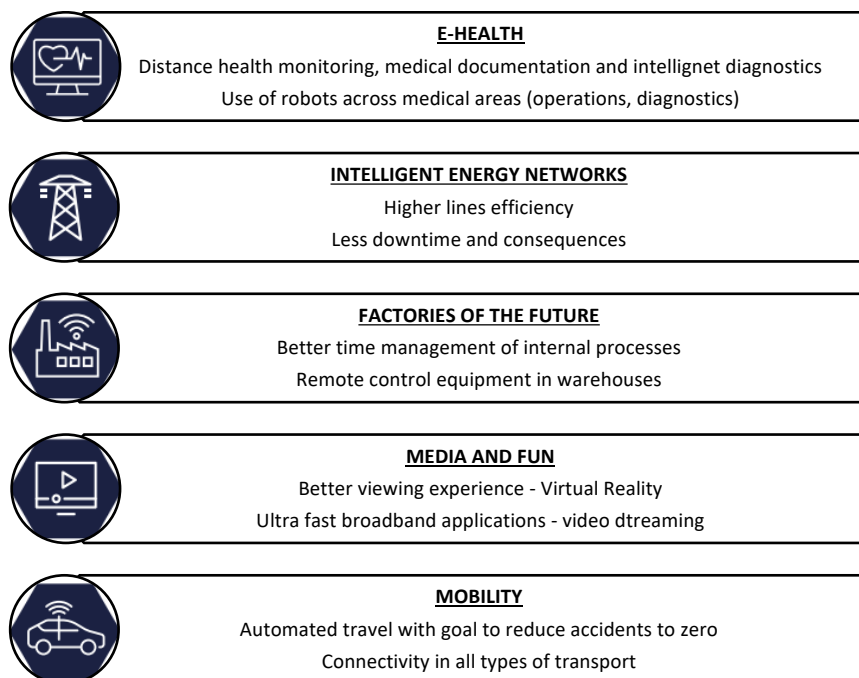 E-HEALTH
Distance health monitoring, medical documentation and intellignet diagnostics
Use of robots across medical areas (operations, diagnostics)
INTELLIGENT ENERGY NETWORKS
Higher lines efficiency
Less downtime and consequences
FACTORIES OF THE FUTURE
Better time management of internal processes
Remote control equipment in warehouses
MEDIA AND FUN
Better viewing experience - Virtual Reality
Ultra fast broadband applications - video dtreaming
MOBILITY
Automated travel with goal to reduce accidents to zero
Connectivity in all types of transport